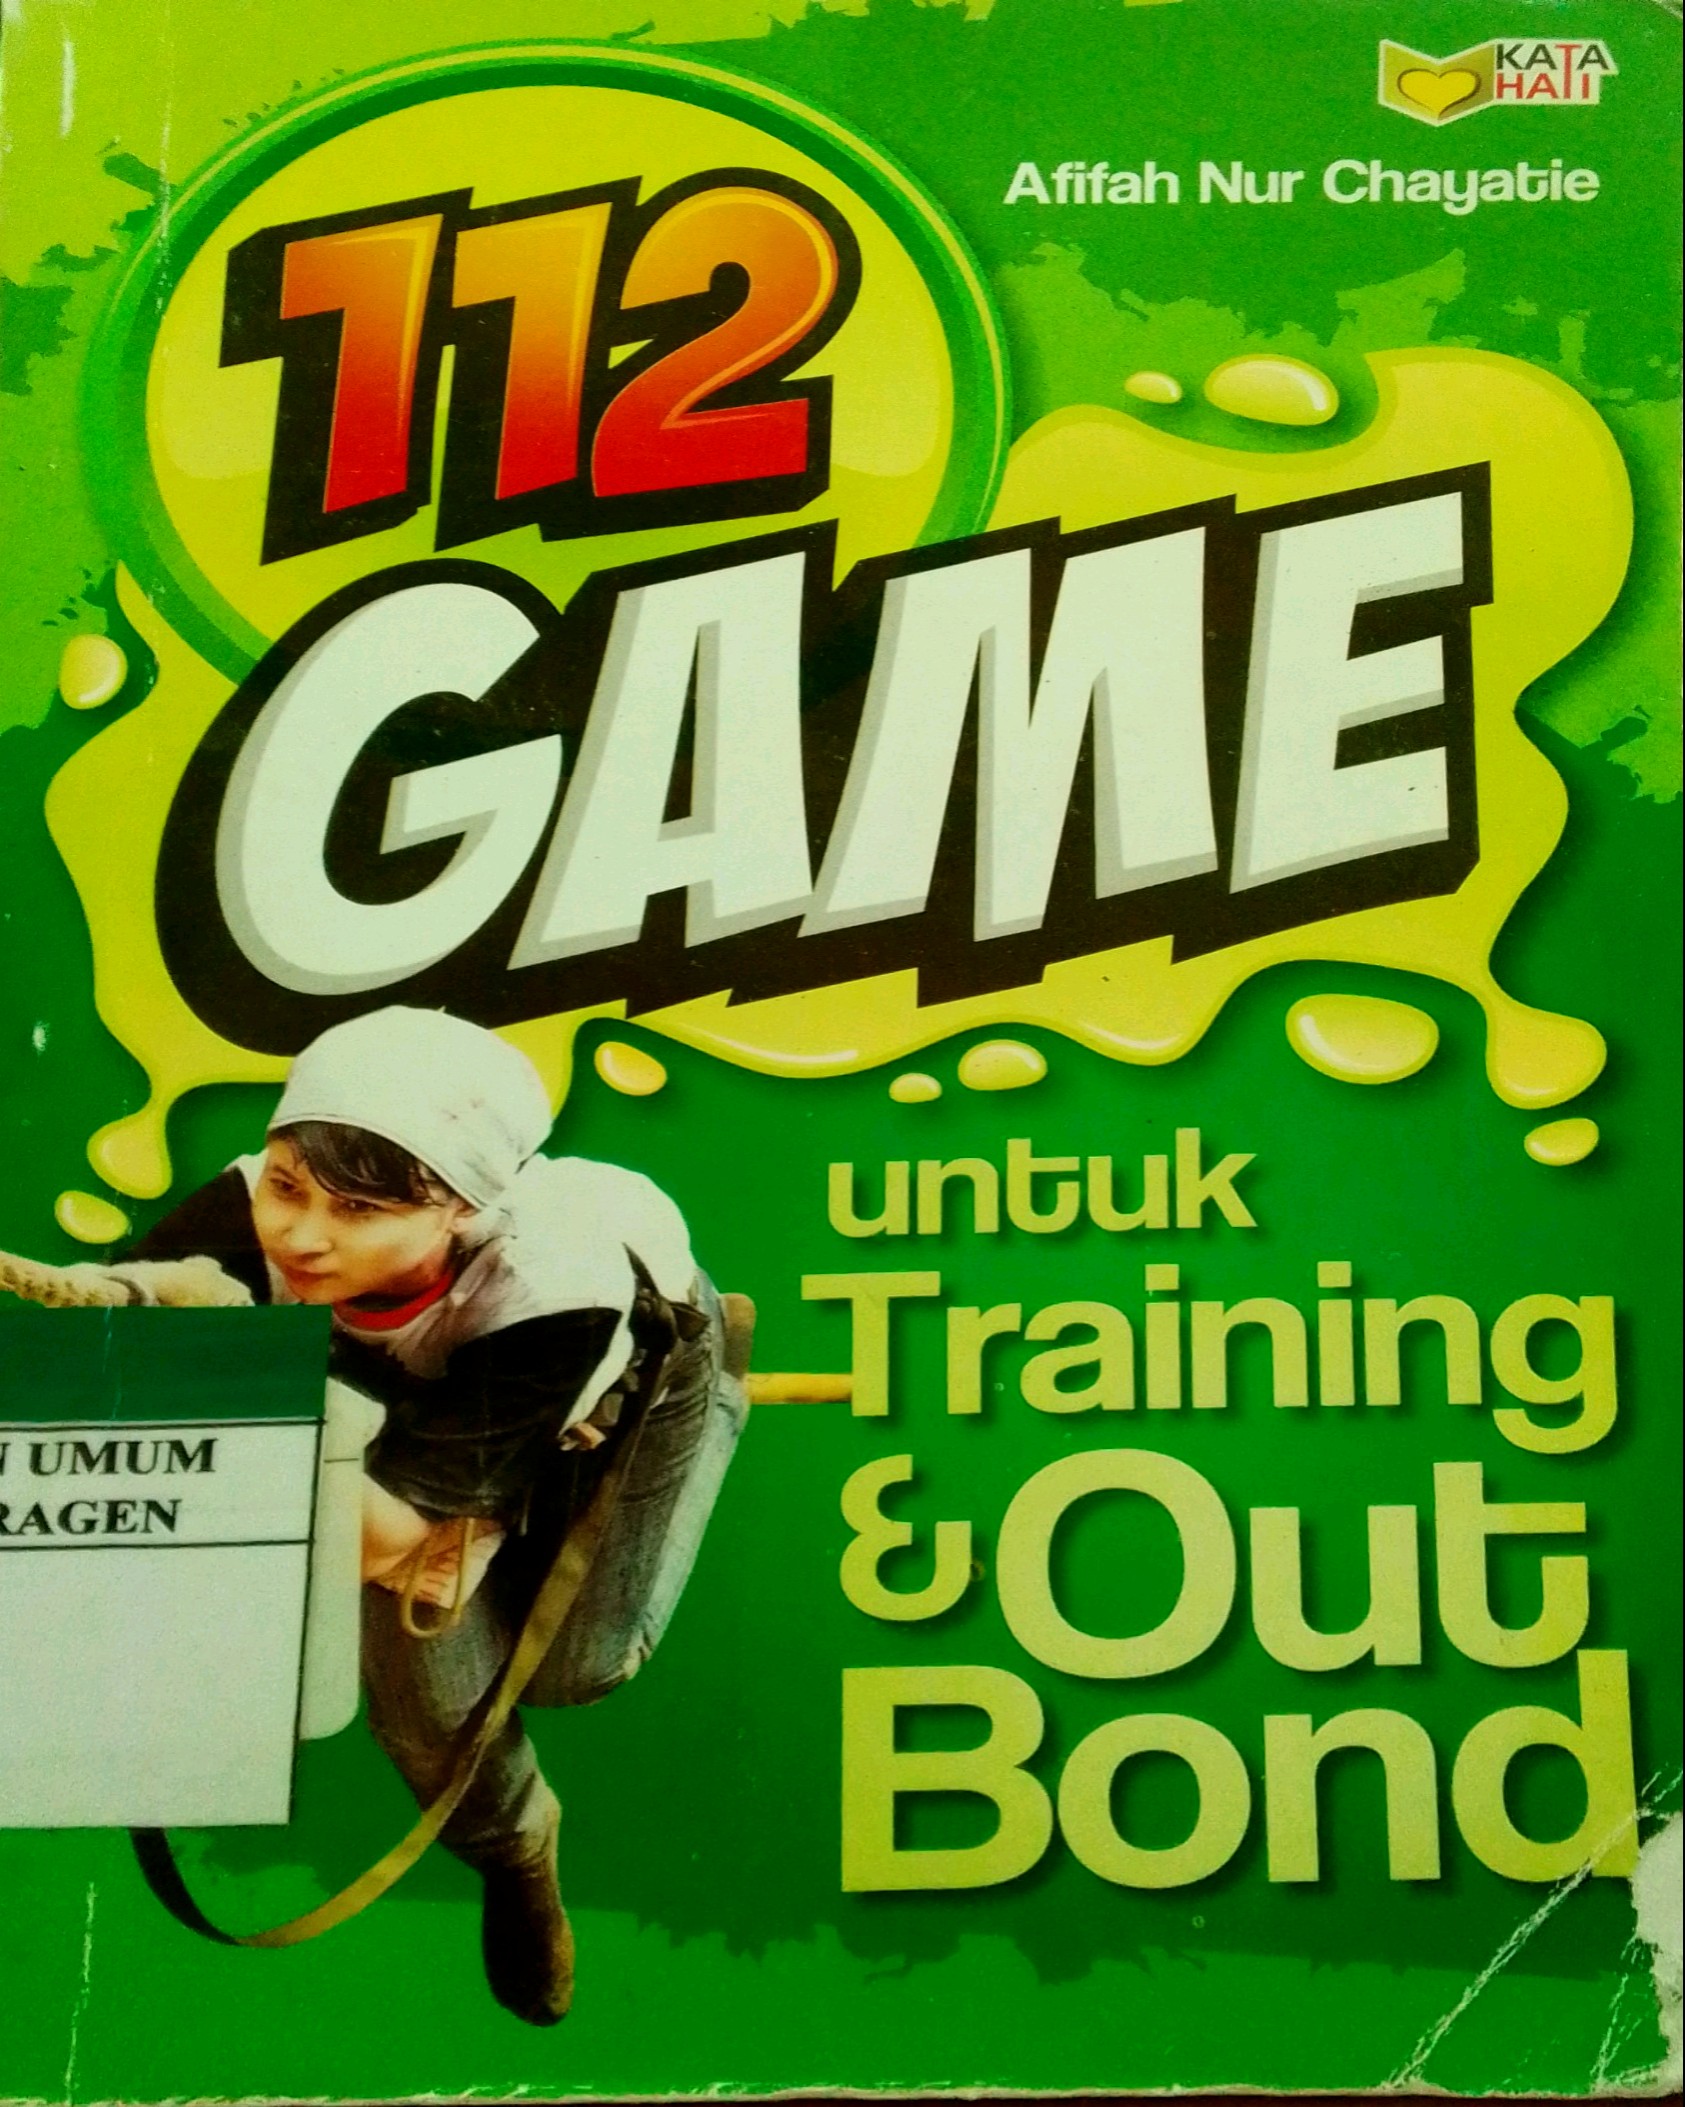 KATA
HATI
Afifah Nur Chayatie
112
GAME
untuk
Training
& Out
Bond
N UMUM
RAGEN